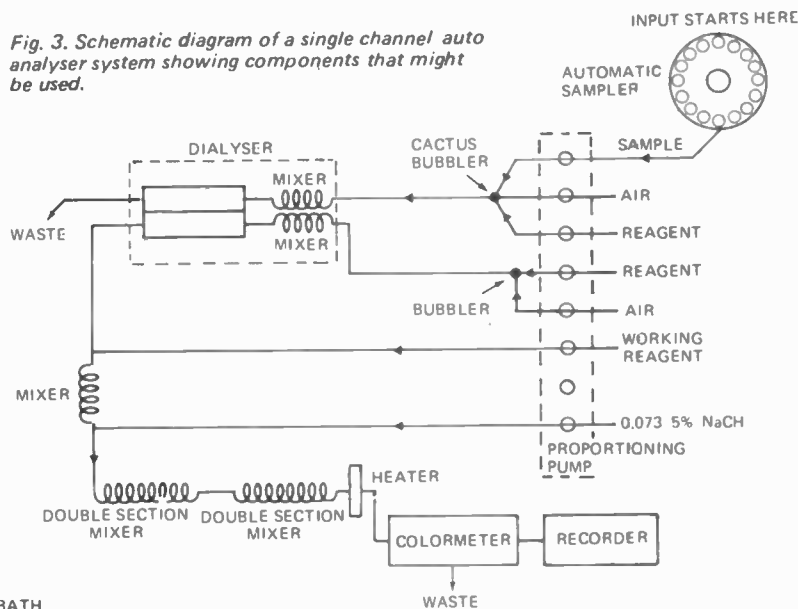 INPUT STARTS HERE
Fig. 3. Schematic diagram of a single channel auto
analyser system showing components that might
be used.
AUTOMATIC
SAMPLER
DIALYSER
CACTUS
BUBBLER
SAMPLE
MIXER
AIR
WASTE
MIXER
REAGENT
REAGENT
BUBBLER
AIR
WORKING
REAGENT
MIXER
0.073 5% NaCH
PROPORTIONING
PUMP
HEATER
DOUBLE SECTION
MIXER
DOUBLE SECTION
MIXER
COLORMETER
RECORDER
WASTE
BATH